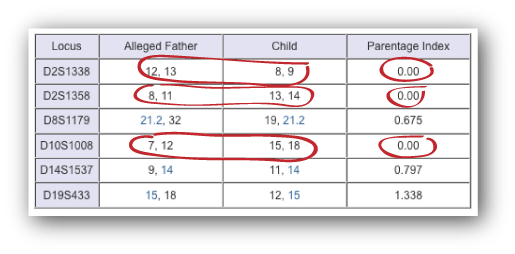 Locus Alleged Father Child Parentage Index
D2S1338 12, 13 8, 9 0.00
D2S1358 8, 11 13, 14 0.00
D8S1179 21.2, 32 19, 21.2 0.675
D10S1008 7, 12 15, 18 0.00
D14S1537 9, 14 11, 14 0.797
D19S433 15, 18 12, 15 1.338